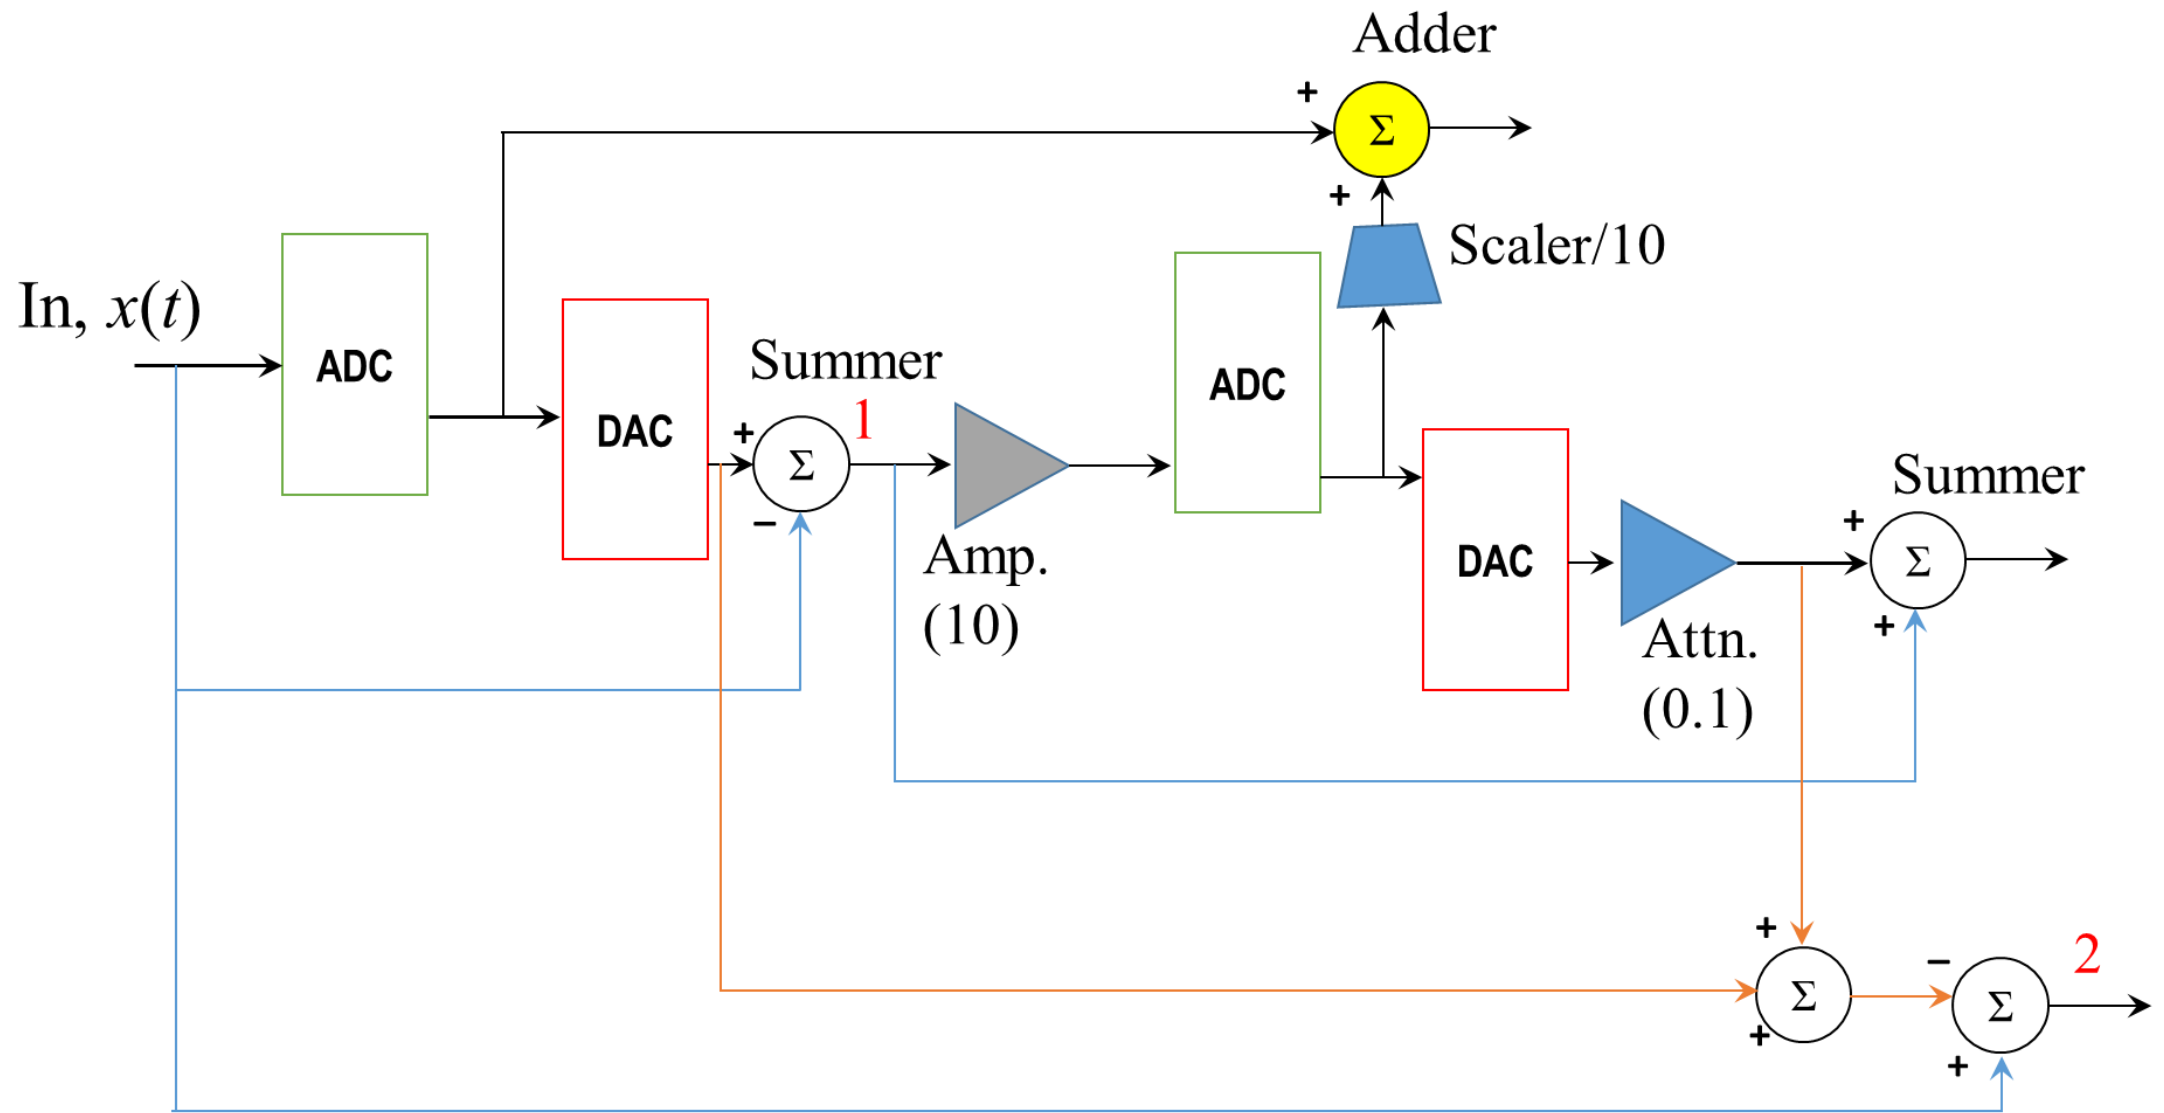 Adder
+
Σ
+
Scaler/10
In, x(t)
ADC
DAC
Summer
1
+
Σ
−
Amp.
(10)
ADC
DAC
Attn.
(0.1)
Summer
+
Σ
+
+
Σ
+
−
2
Σ
+